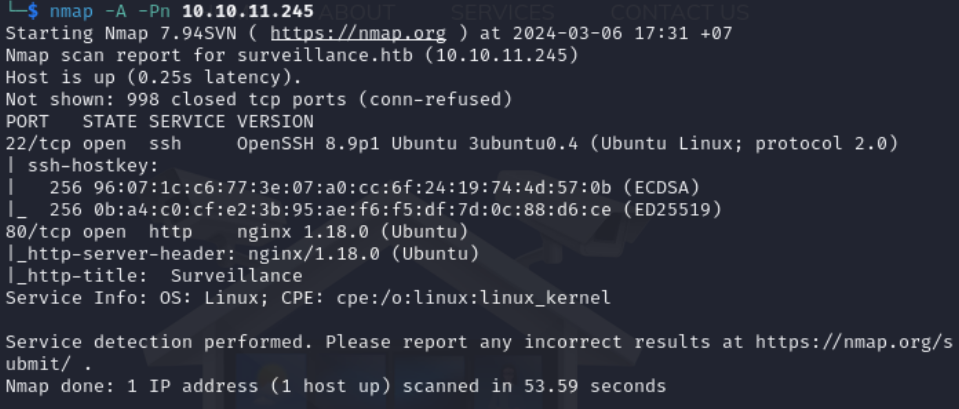 └─$ nmap -A -Pn 10.10.11.245
ABOUT SERVICES CONTACT US
Starting Nmap 7.94SVN ( https://nmap.org ) at 2024-03-06 17:31 +07
Nmap scan report for surveillance.htb (10.10.11.245)
Host is up (0.25s latency).
Not shown: 998 closed tcp ports (conn-refused)
PORT   STATE SERVICE VERSION
22/tcp open  ssh     OpenSSH 8.9p1 Ubuntu 3ubuntu0.4 (Ubuntu Linux; protocol 2.0)
| ssh-hostkey:
|   256 96:07:1c:c6:77:3e:07:a0:cc:6f:24:19:74:4d:57:0b (ECDSA)
|_  256 0b:a4:c0:cf:e2:3b:95:ae:f6:f5:df:7d:0c:88:d6:ce (ED25519)
80/tcp open  http    nginx 1.18.0 (Ubuntu)
|_http-server-header: nginx/1.18.0 (Ubuntu)
|_http-title:  Surveillance
Service Info: OS: Linux; CPE: cpe:/o:linux:linux_kernel
Service detection performed. Please report any incorrect results at https://nmap.org/s
ubmit/ .
Nmap done: 1 IP address (1 host up) scanned in 53.59 seconds